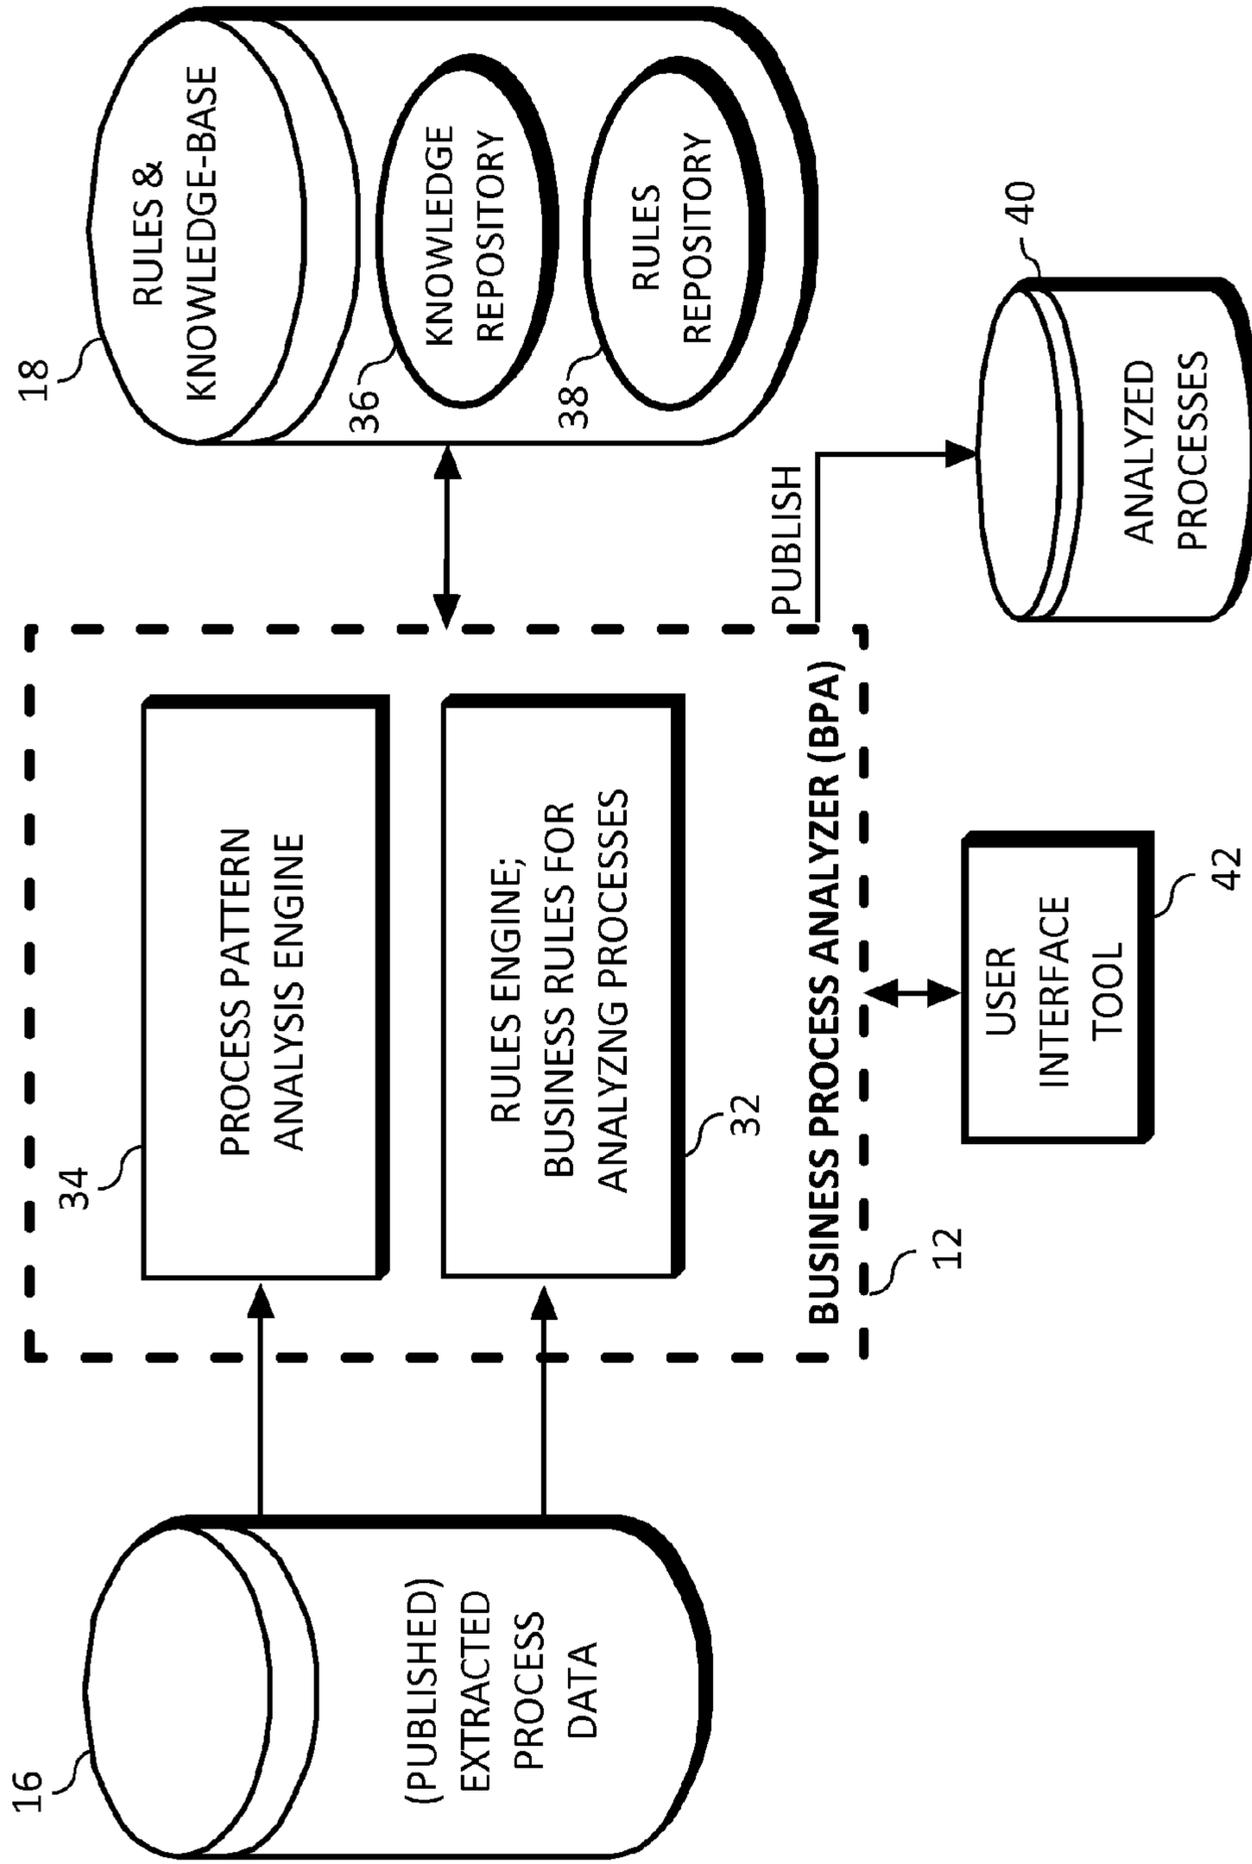 16
(PUBLISHED)
EXTRACTED
PROCESS
DATA
34
PROCESS PATTERN
ANALYSIS ENGINE
RULES ENGINE;
BUSINESS RULES FOR
ANALYZNG PROCESSES
32
BUSINESS PROCESS ANALYZER (BPA)
12
USER
INTERFACE
TOOL
42
18
RULES &
KNOWLEDGE-BASE
36
KNOWLEDGE
REPOSITORY
38
RULES
REPOSITORY
PUBLISH
40
ANALYZED
PROCESSES